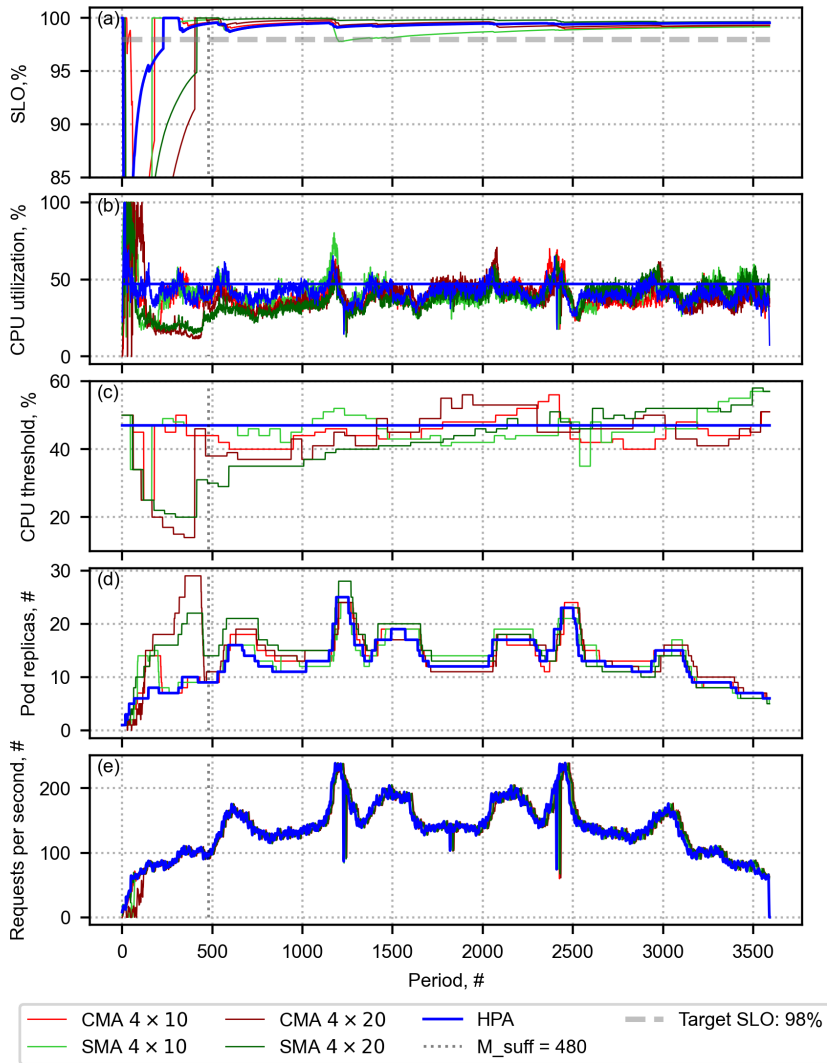 (a)
100
95
90
85
SLO,%
(b)
100
50
0
CPU utilization, %
(c)
60
40
20
CPU threshold, %
(d)
30
20
10
0
Pod replicas, #
(e)
200
100
0
Requests per second, #
0 500 1000 1500 2000 2500 3000 3500
Period, #
CMA 4 × 10 CMA 4 × 20 HPA Target SLO: 98%
SMA 4 × 10 SMA 4 × 20 M_suff = 480